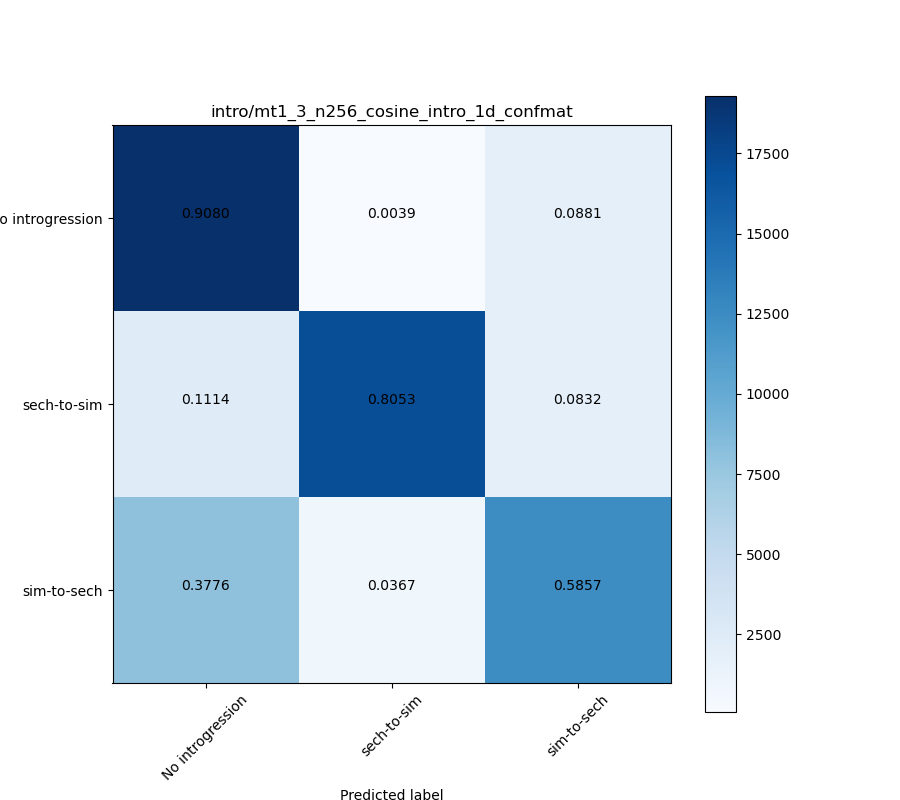 intro/mt1_3_n256_cosine_intro_1d_confmat
o introgression 0.9080 0.0039 0.0881
sech-to-sim 0.1114 0.8053 0.0832
sim-to-sech 0.3776 0.0367 0.5857
No introgression sech-to-sim sim-to-sech
Predicted label
17500
15000
12500
10000
7500
5000
2500